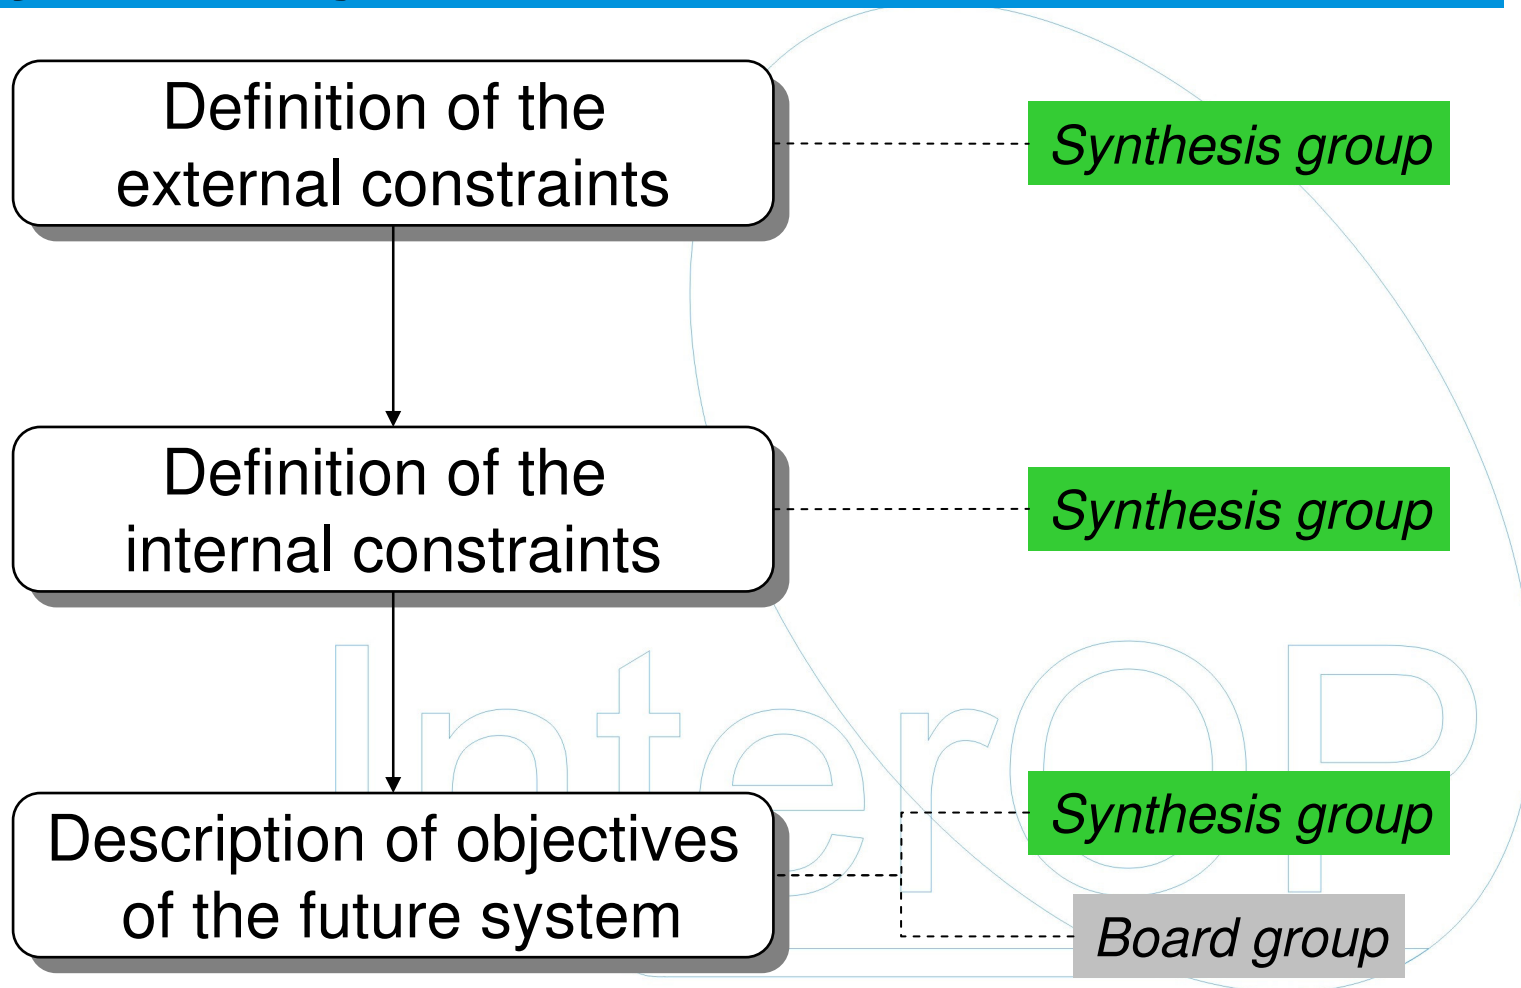 Definition of the
external constraints
Synthesis group
Definition of the
internal constraints
Synthesis group
InterOP
Description of objectives
of the future system
Synthesis group
Board group